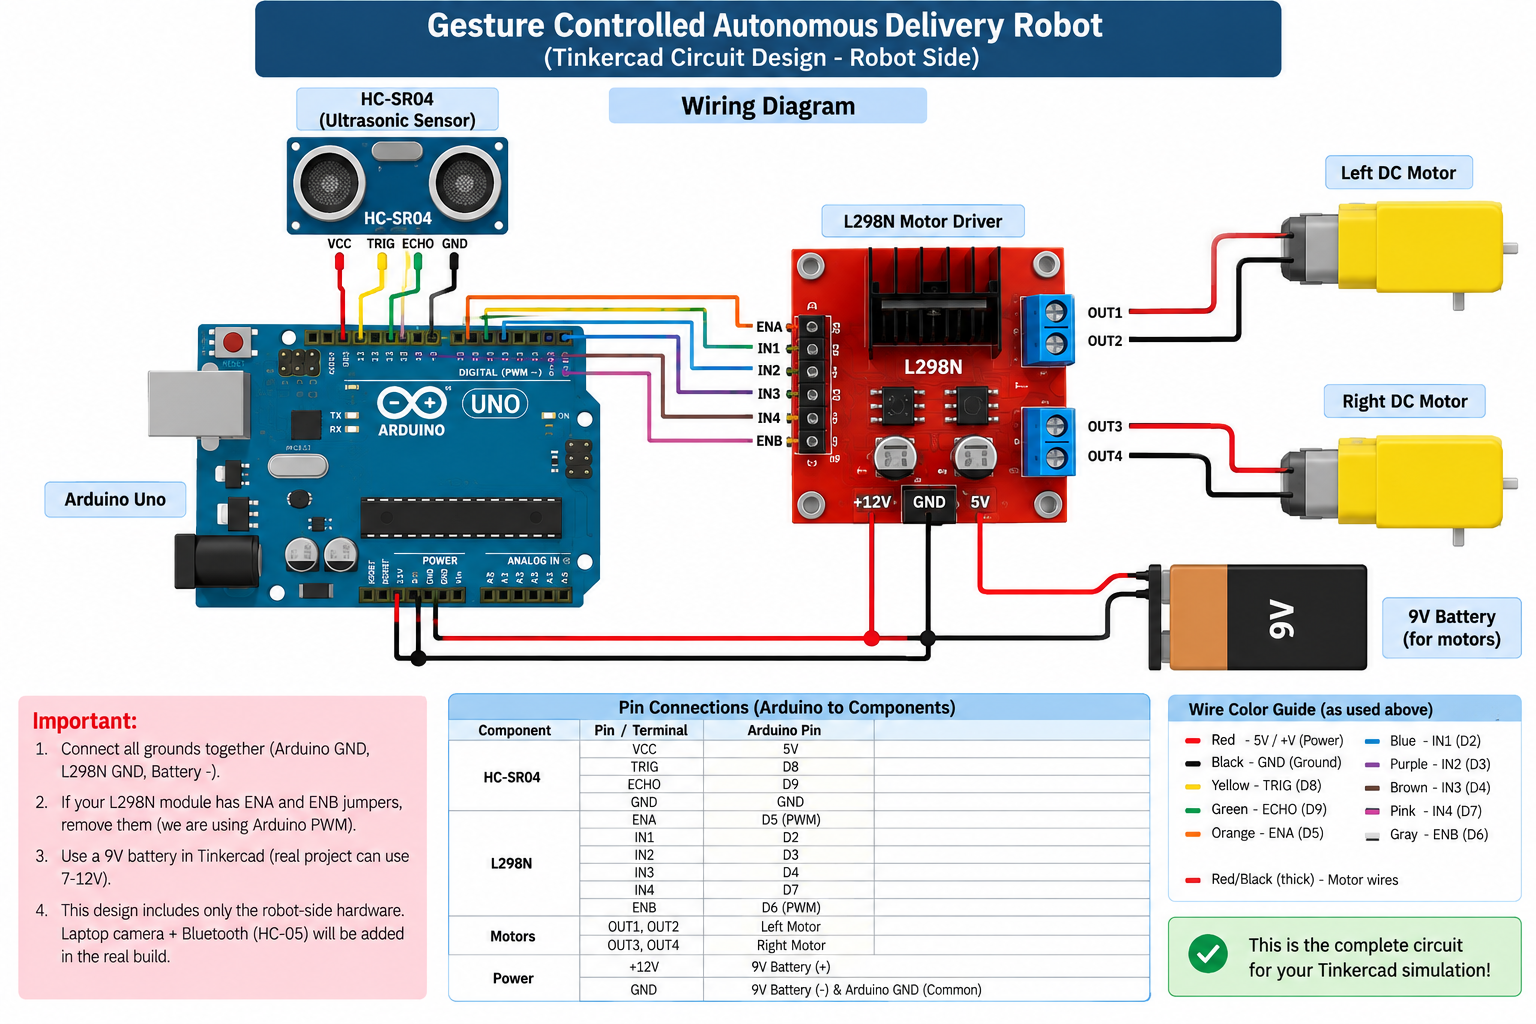 Gesture Controlled Autonomous Delivery Robot
(Tinkercad Circuit Design - Robot Side)
Wiring Diagram
HC-SR04
(Ultrasonic Sensor)
HC-SR04
VCC TRIG ECHO GND
L298N Motor Driver
Left DC Motor
OUT1
OUT2
ENA
IN1
IN2
IN3
IN4
ENB
L298N
Right DC Motor
OUT3
OUT4
+12V GND 5V
RESET
DIGITAL (PWM ~)
UNO
ARDUINO
TX
RX
ON
Arduino Uno
POWER
ANALOG IN
9V
9V Battery
(for motors)
Important:
1. Connect all grounds together (Arduino GND,
L298N GND, Battery -).
2. If your L298N module has ENA and ENB jumpers,
remove them (we are using Arduino PWM).
3. Use a 9V battery in Tinkercad (real project can use
7-12V).
4. This design includes only the robot-side hardware.
Laptop camera + Bluetooth (HC-05) will be added
in the real build.
Pin Connections (Arduino to Components)
Component Pin / Terminal Arduino Pin
HC-SR04
VCC 5V
TRIG D8
ECHO D9
GND GND
L298N
ENA D5 (PWM)
IN1 D2
IN2 D3
IN3 D4
IN4 D7
ENB D6 (PWM)
Motors
OUT1, OUT2 Left Motor
OUT3, OUT4 Right Motor
Power
+12V 9V Battery (+)
GND 9V Battery (-) & Arduino GND (Common)
Wire Color Guide (as used above)
Red - 5V / +V (Power)
Black - GND (Ground)
Yellow - TRIG (D8)
Green - ECHO (D9)
Orange - ENA (D5)
Blue - IN1 (D2)
Purple - IN2 (D3)
Brown - IN3 (D4)
Pink - IN4 (D7)
Gray - ENB (D6)
Red/Black (thick) - Motor wires
This is the complete circuit
for your Tinkercad simulation!